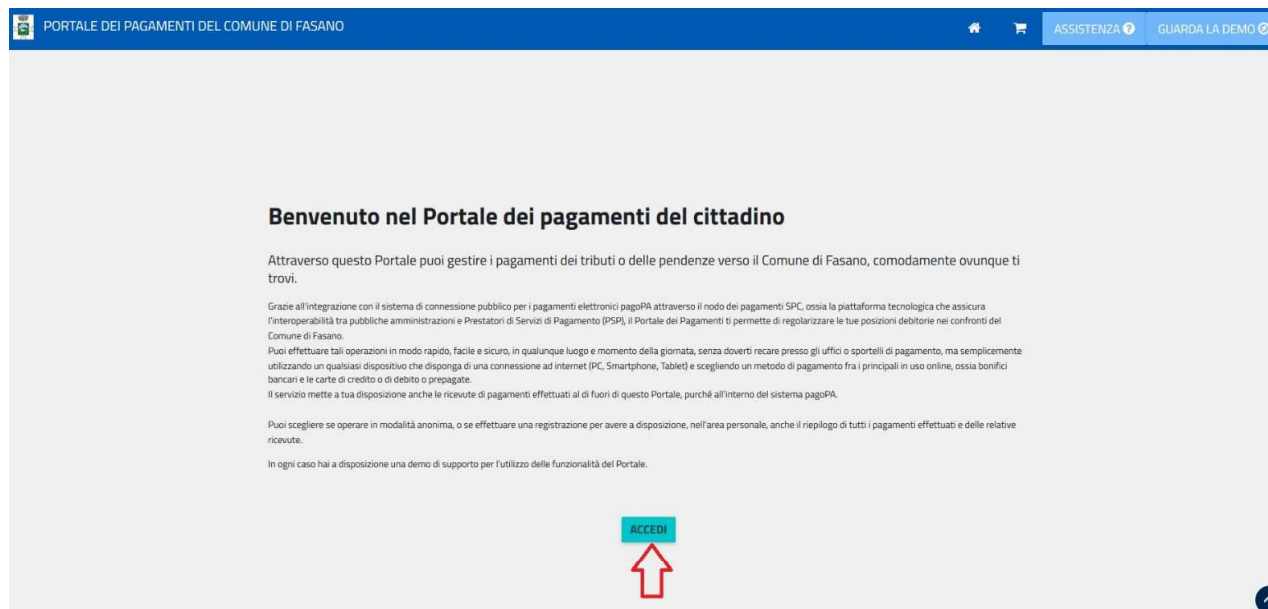 PORTALE DEI PAGAMENTI DEL COMUNE DI FASANO
ASSISTENZA
GUARDA LA DEMO
Benvenuto nel Portale dei pagamenti del cittadino
Attraverso questo Portale puoi gestire i pagamenti dei tributi o delle pendenze verso il Comune di Fasano, comodamente ovunque ti
trovi.
Grazie all'integrazione con il sistema di connessione pubblico per i pagamenti elettronici pagoPA attraverso il nodo dei pagamenti SPC, ossia la piattaforma tecnologica che assicura
l'interoperabilità tra pubbliche amministrazioni e Prestatori di Servizi di Pagamento (PSP), il Portale dei Pagamenti ti permette di regolarizzare le tue posizioni debitorie nei confronti del
Comune di Fasano.
Puoi effettuare tali operazioni in modo rapido, facile e sicuro, in qualunque luogo e momento della giornata, senza doverti recare presso gli uffici o sportelli di pagamento, ma semplicemente
utilizzando un qualsiasi dispositivo che disponga di una connessione ad internet (PC, Smartphone, Tablet) e scegliendo un metodo di pagamento fra i principali in uso online, ossia bonifici
bancari e le carte di credito o di debito o prepagate.
Il servizio mette a tua disposizione anche le ricevute di pagamenti effettuati al di fuori di questo Portale, purché all'interno del sistema pagoPA.
Puoi scegliere se operare in modalità anonima, o se effettuare una registrazione per avere a disposizione, nell'area personale, anche il riepilogo di tutti i pagamenti effettuati e delle relative
ricevute.
In ogni caso hai a disposizione una demo di supporto per l'utilizzo delle funzionalità del Portale.
ACCEDI